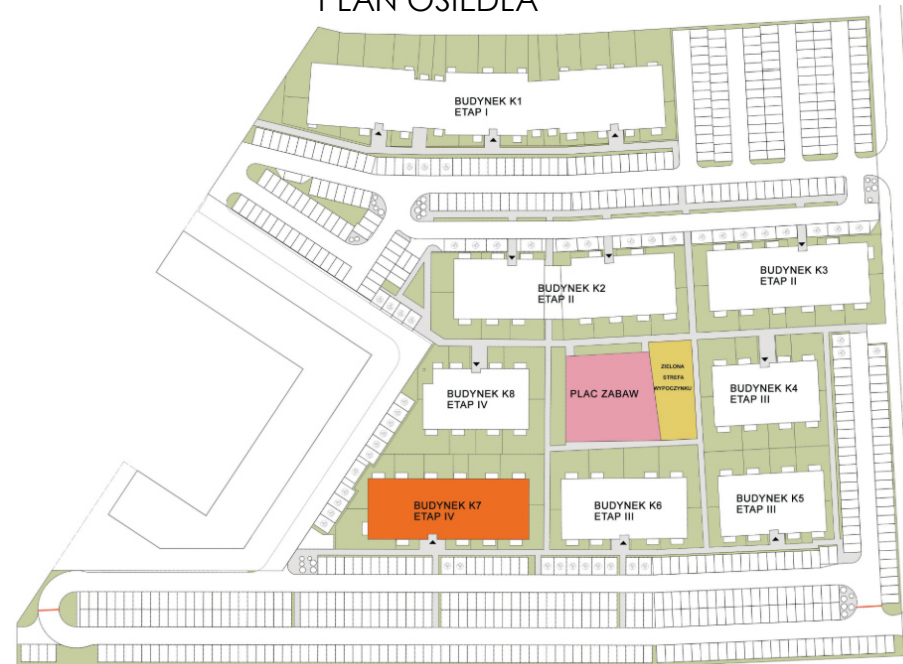 PLAN OSIEDLA
BUDYNEK K1
ETAP I
BUDYNEK K2
ETAP II
BUDYNEK K3
ETAP II
BUDYNEK K8
ETAP IV
PLAC ZABAW
ZIELONA
STREFA
WYPOCZYNKU
BUDYNEK K4
ETAP III
BUDYNEK K7
ETAP IV
BUDYNEK K6
ETAP III
BUDYNEK K5
ETAP III